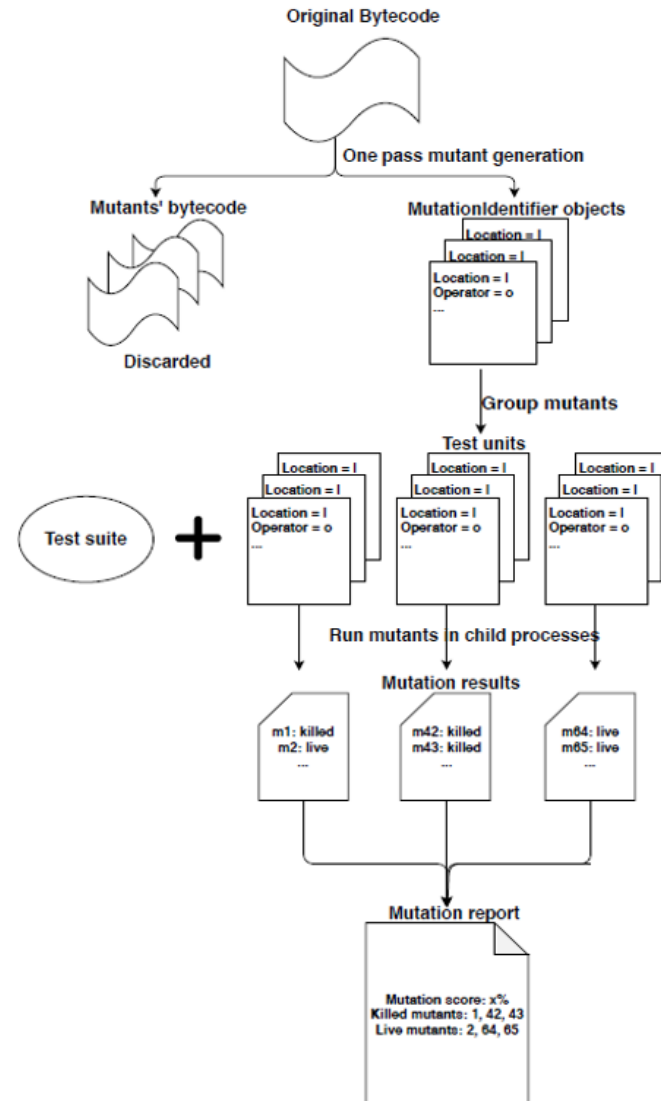 Original Bytecode
One pass mutant generation
Mutants' bytecode
MutationIdentifier objects
Location = l
Location = l
Location = l
Operator = o
...
Discarded
Group mutants
Test units
Location = l
Location = l
Location = l
Operator = o
...
Location = l
Location = l
Location = l
Operator = o
...
Location = l
Location = l
Location = l
Operator = o
...
Test suite
Run mutants in child processes
Mutation results
m1: killed
m2: live
...
m42: killed
m43: killed
...
m64: live
m65: live
...
Mutation report
Mutation score: x%
Killed mutants: 1, 42, 43
Live mutants: 2, 64, 65